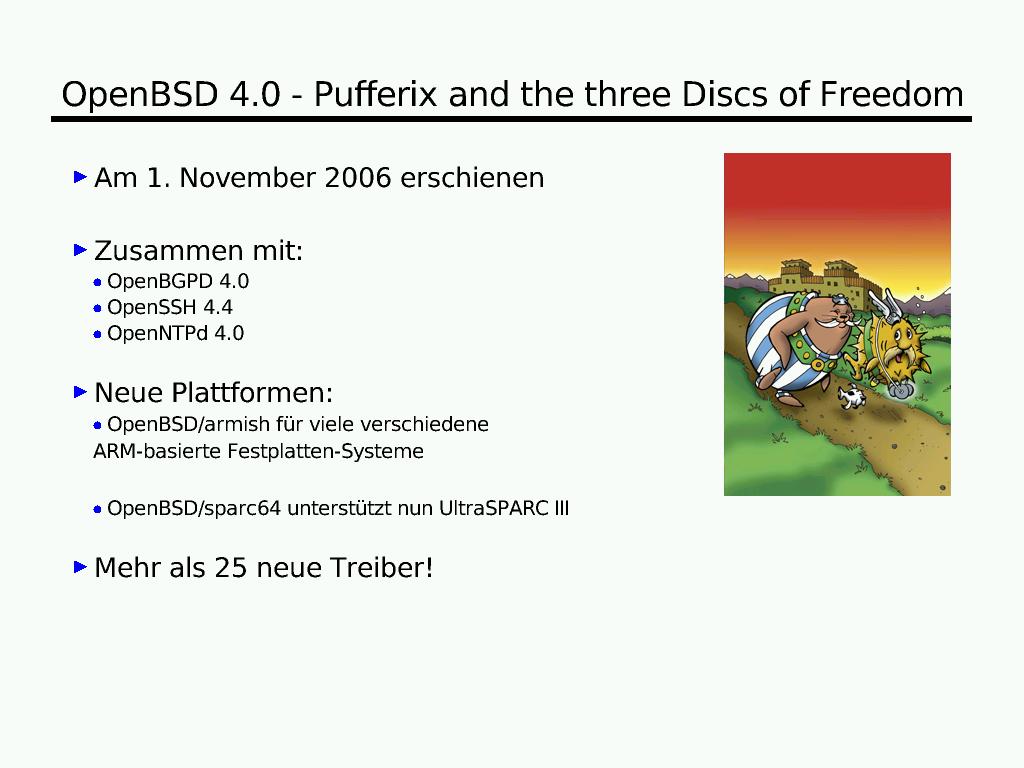 OpenBSD 4.0 - Pufferix and the three Discs of Freedom
Am 1. November 2006 erschienen
Zusammen mit:
OpenBGPD 4.0
OpenSSH 4.4
OpenNTPd 4.0
Neue Plattformen:
OpenBSD/armish für viele verschiedene
ARM-basierte Festplatten-Systeme
OpenBSD/sparc64 unterstützt nun UltraSPARC III
Mehr als 25 neue Treiber!